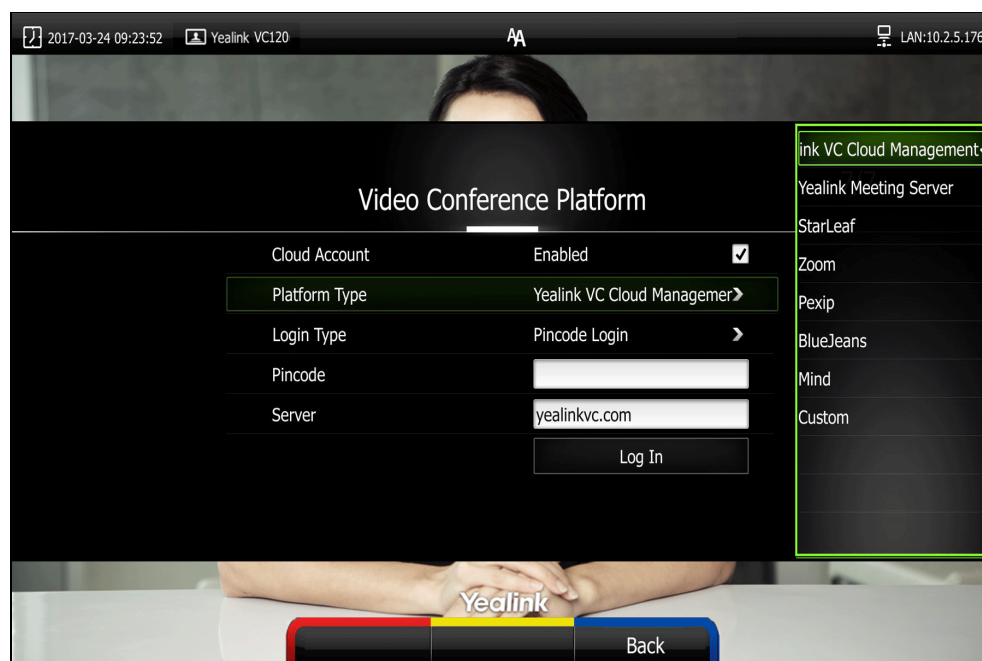 2017-03-24 09:23:52 Yealink VC120 AA LAN:10.2.5.176
ink VC Cloud Management
Yealink Meeting Server
StarLeaf
Zoom
Pexip
BlueJeans
Mind
Custom
Video Conference Platform
Cloud Account Enabled
Platform Type Yealink VC Cloud Managemer
Login Type Pincode Login
Pincode
Server yealinkvc.com
Log In
Yealink
Back